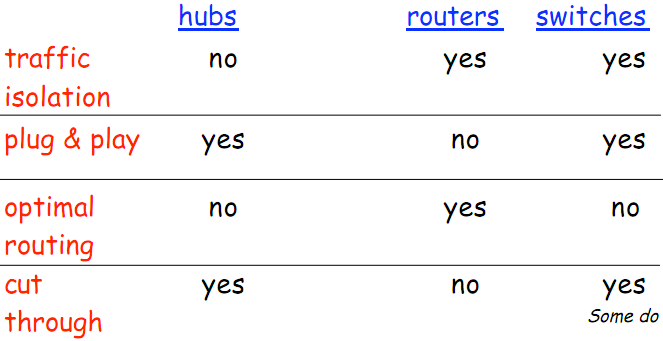 hubs routers switches
traffic isolation no yes yes
plug & play yes no yes
optimal routing no yes no
cut through yes no yes
Some do